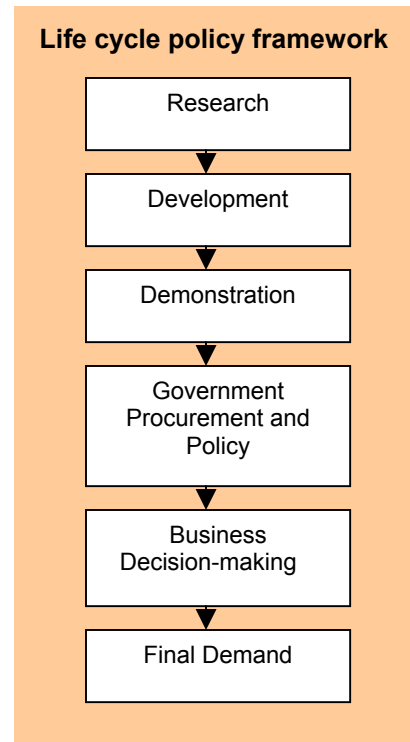 Life cycle policy framework
Research
Development
Demonstration
Government
Procurement and
Policy
Business
Decision-making
Final Demand